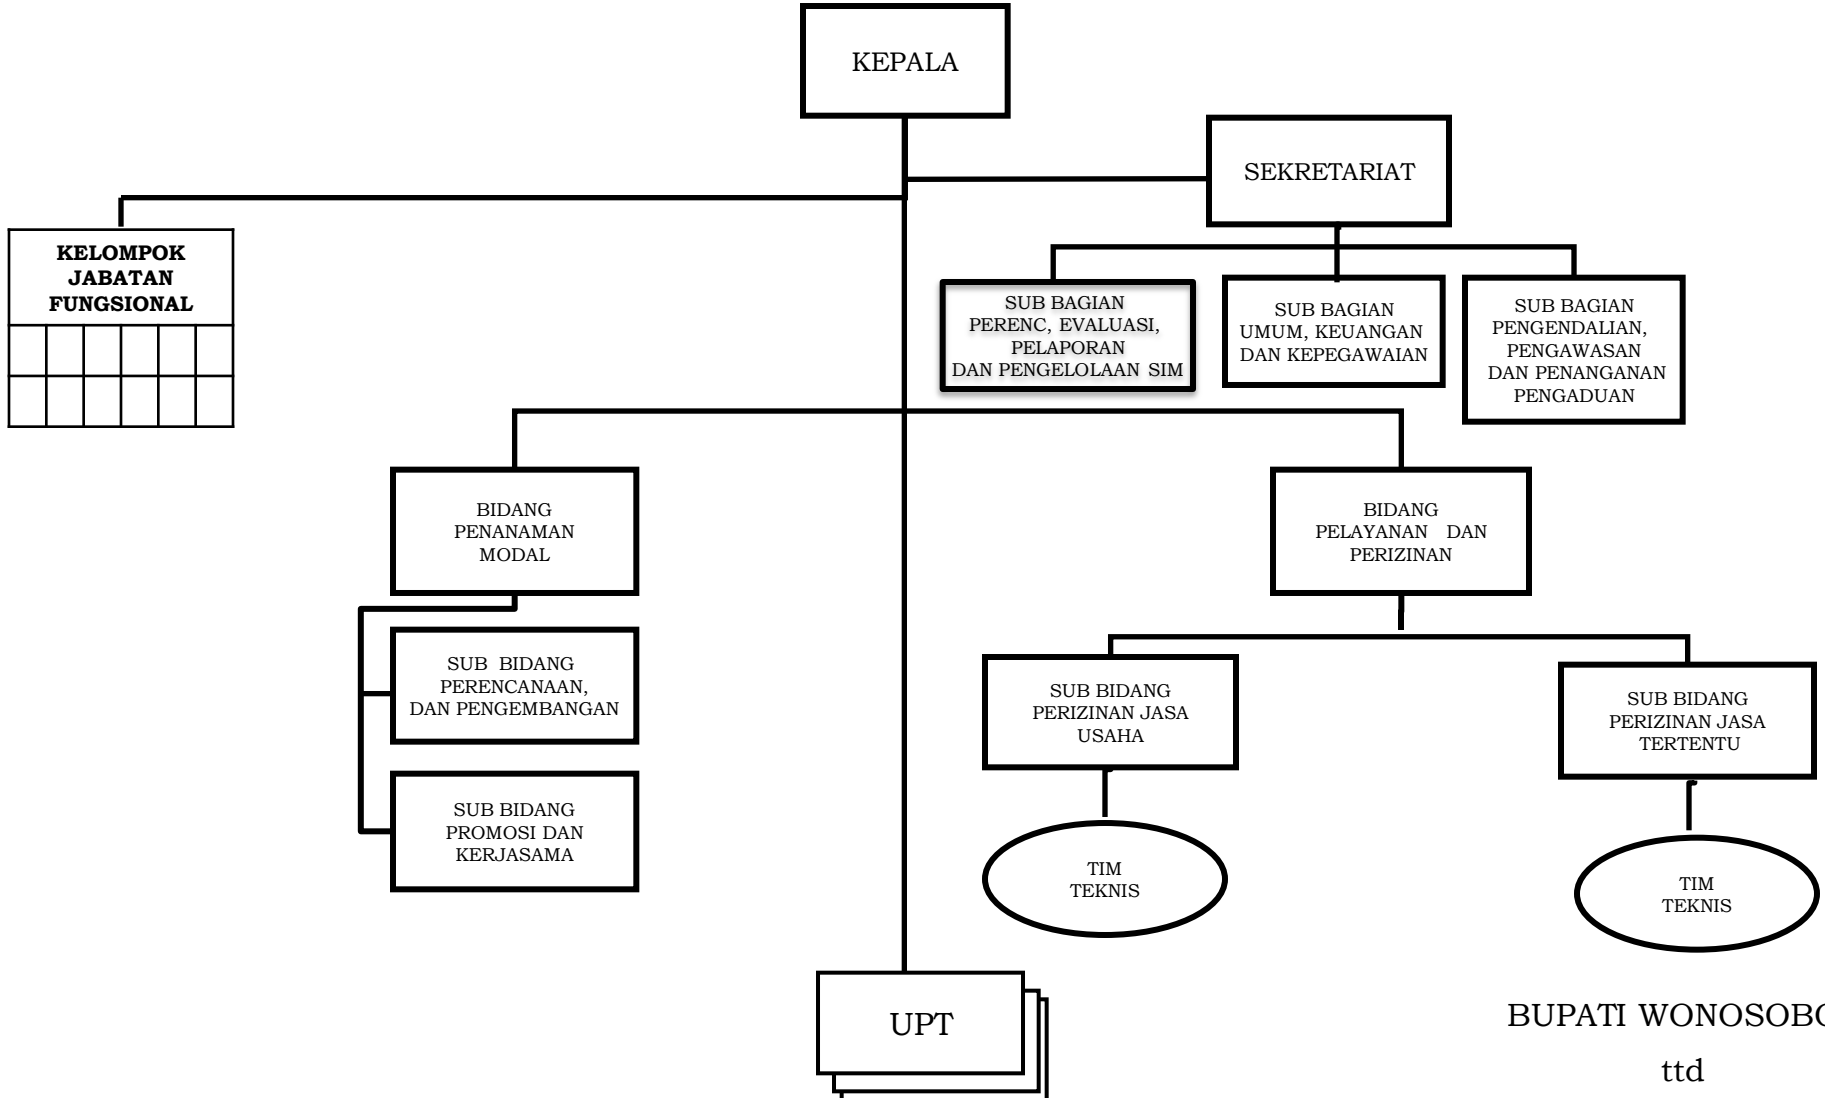 KEPALA
SEKRETARIAT
KELOMPOK
JABATAN
FUNGSIONAL
SUB BAGIAN
PERENC, EVALUASI,
PELAPORAN
DAN PENGELOLAAN SIM
SUB BAGIAN
UMUM, KEUANGAN
DAN KEPEGAWAIAN
SUB BAGIAN
PENGENDALIAN,
PENGAWASAN
DAN PENANGANAN
PENGADUAN
BIDANG
PENANAMAN
MODAL
BIDANG
PELAYANAN DAN
PERIZINAN
SUB BIDANG
PERENCANAAN,
DAN PENGEMBANGAN
SUB BIDANG
PROMOSI DAN
KERJASAMA
SUB BIDANG
PERIZINAN JASA
USAHA
SUB BIDANG
PERIZINAN JASA
TERTENTU
TIM
TEKNIS
TIM
TEKNIS
UPT
BUPATI WONOSOBO
ttd